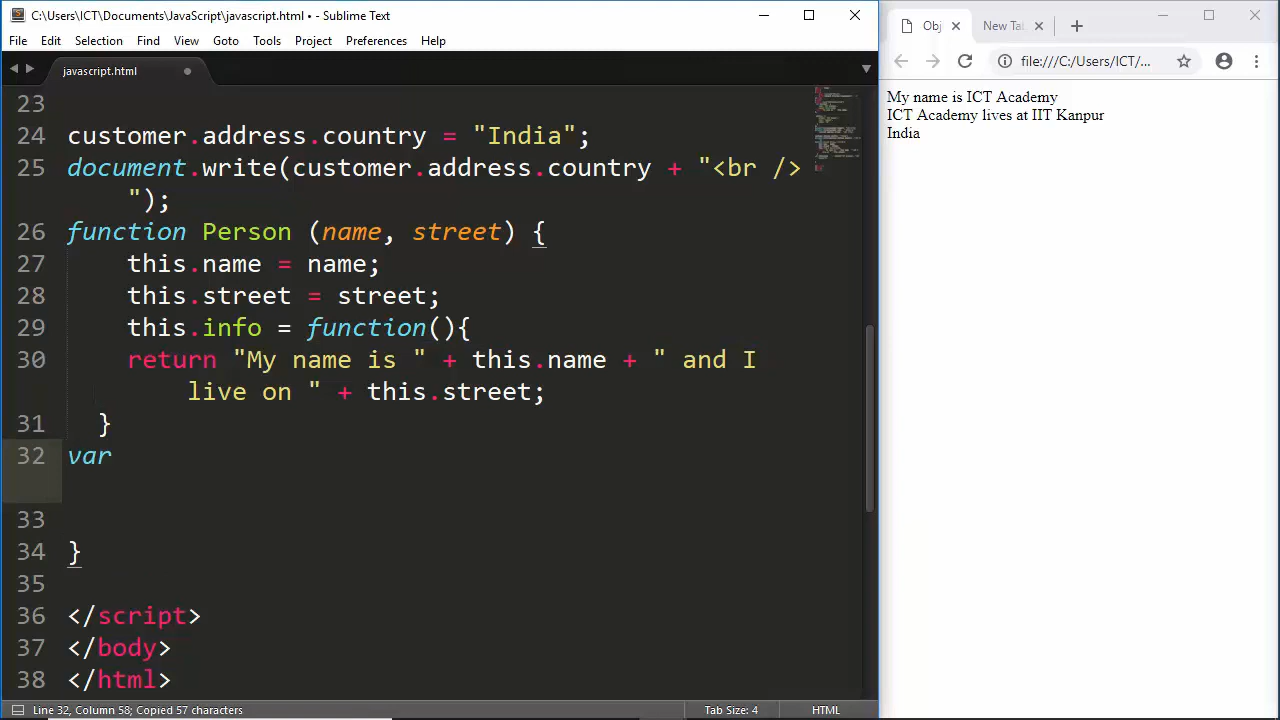 C:\Users\ICT\Documents\JavaScript\javascript.html • - Sublime Text
File Edit Selection Find View Goto Tools Project Preferences Help
javascript.html
23
24 customer.address.country = "India";
25 document.write(customer.address.country + "<br />
");
26 function Person (name, street) {
27 this.name = name;
28 this.street = street;
29 this.info = function(){
30 return "My name is " + this.name + " and I
live on " + this.street;
31 }
32 var
33
34 }
35
36 </script>
37 </body>
38 </html>
Line 32, Column 58; Copied 57 characters Tab Size: 4 HTML
Obj New Ta
file:///C:/Users/ICT/...
My name is ICT Academy
ICT Academy lives at IIT Kanpur
India